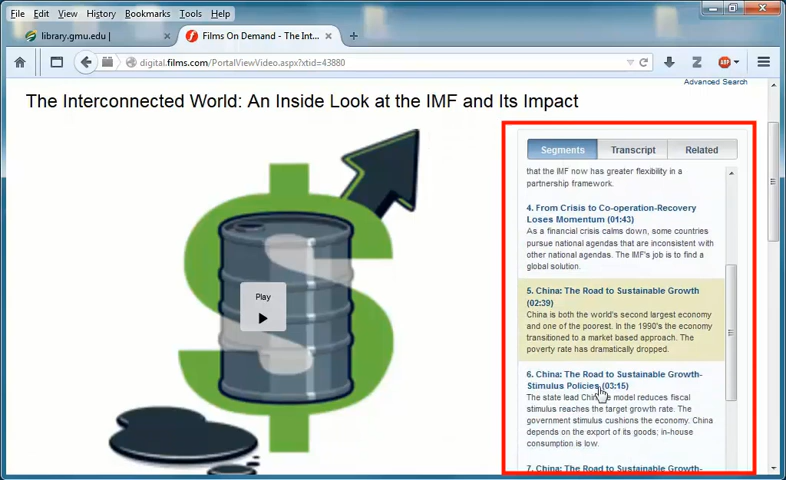 File Edit View History Bookmarks Tools Help
library.gmu.edu |
Films On Demand - The Int...
digital.films.com/PortalViewVideo.aspx?xtid=43880
ABP
Advanced Search
The Interconnected World: An Inside Look at the IMF and Its Impact
Play
Segments Transcript Related
that the IMF now has greater flexibility in a
partnership framework.
4. From Crisis to Co-operation-Recovery
Loses Momentum (01:43)
As a financial crisis calms down, some countries
pursue national agendas that are inconsistent with
other national agendas. The IMF's job is to find a
global solution.
5. China: The Road to Sustainable Growth
(02:39)
China is both the world's second largest economy
and one of the poorest. In the 1990's the economy
transitioned to a market based approach. The
poverty rate has dramatically dropped.
6. China: The Road to Sustainable Growth-
Stimulus Policies (03:15)
The state lead Chinese model reduces fiscal
stimulus reaches the target growth rate. The
government stimulus cushions the economy. China
depends on the export of its goods; in-house
consumption is low.
7. China: The Road to Sustainable Growth-